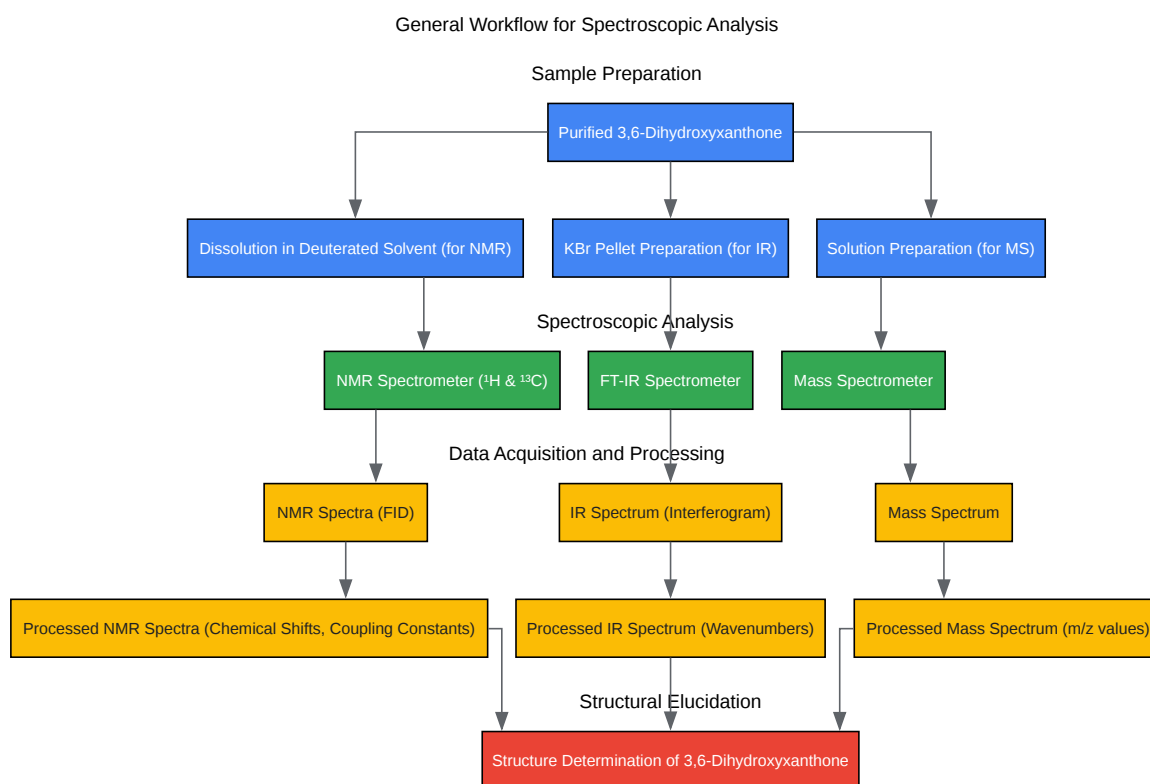 General Workflow for Spectroscopic Analysis
Sample Preparation
Purified 3,6-Dihydroxyxanthone
Dissolution in Deuterated Solvent (for NMR)
KBr Pellet Preparation (for IR)
Solution Preparation (for MS)
Spectroscopic Analysis
NMR Spectrometer (¹H & ¹³C)
FT-IR Spectrometer
Mass Spectrometer
Data Acquisition and Processing
NMR Spectra (FID)
IR Spectrum (Interferogram)
Mass Spectrum
Processed NMR Spectra (Chemical Shifts, Coupling Constants)
Processed IR Spectrum (Wavenumbers)
Processed Mass Spectrum (m/z values)
Structural Elucidation
Structure Determination of 3,6-Dihydroxyxanthone